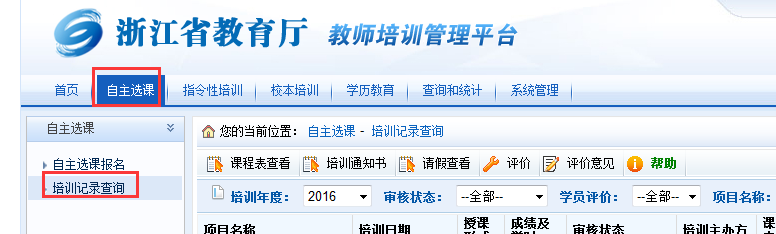 浙江省教育厅 教师培训管理平台
首页 自主选课 指令性培训 校本培训 学历教育 查询和统计 系统管理
自主选课
您的当前位置： 自主选课 - 培训记录查询
自主选课报名
培训记录查询
课程表查看 培训通知书 请假查看 评价 评价意见 帮助
培训年度： 2016 审核状态： --全部-- 学员评价： --全部-- 项目名称：
项目名称 培训日期 授课 成绩及 审核状态 培训主办方 课